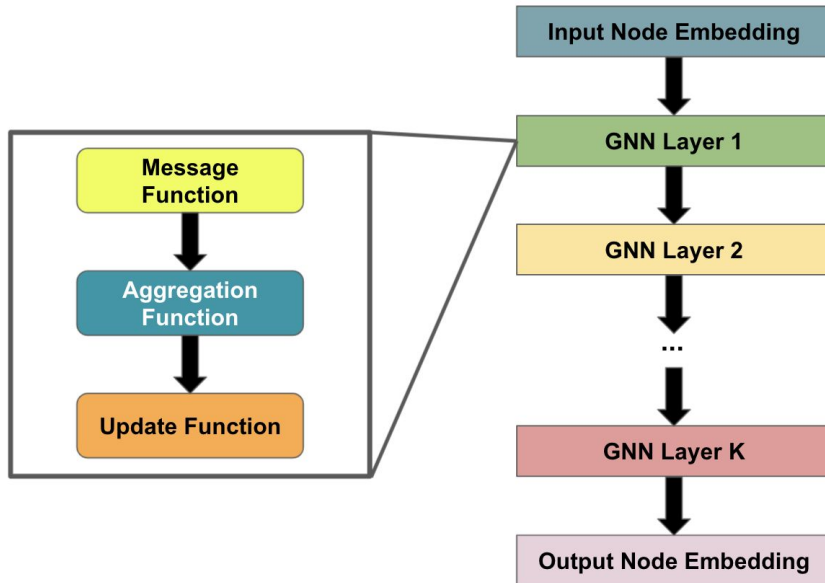 Input Node Embedding
GNN Layer 1
GNN Layer 2
...
GNN Layer K
Output Node Embedding
Message
Function
Aggregation
Function
Update Function